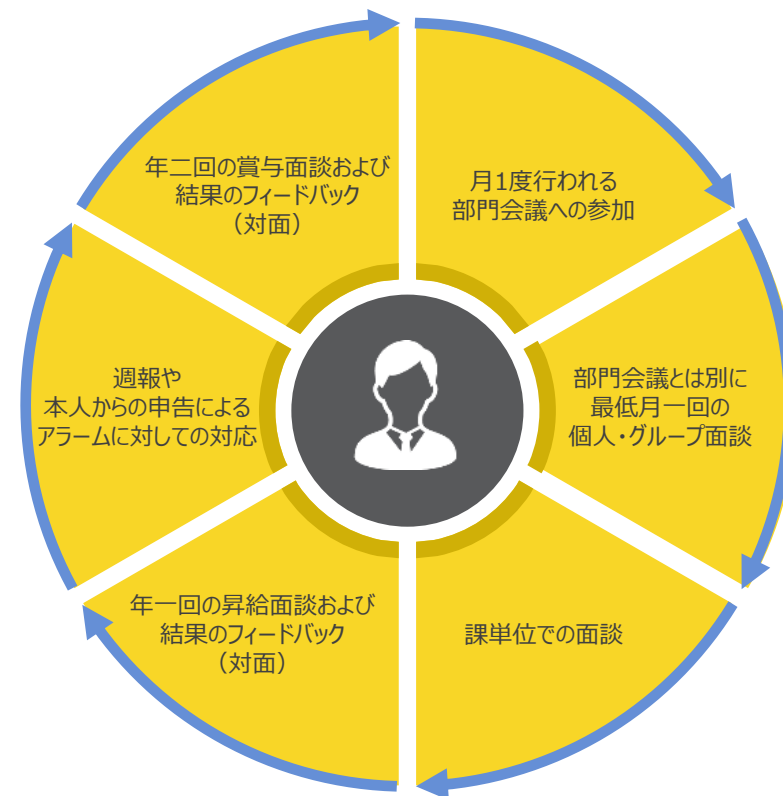 年二回の賞与面談および
結果のフィードバック
（対面）
月1度行われる
部門会議への参加
週報や
本人からの申告による
アラームに対しての対応
部門会議とは別に
最低月一回の
個人・グループ面談
年一回の昇給面談および
結果のフィードバック
（対面）
課単位での面談